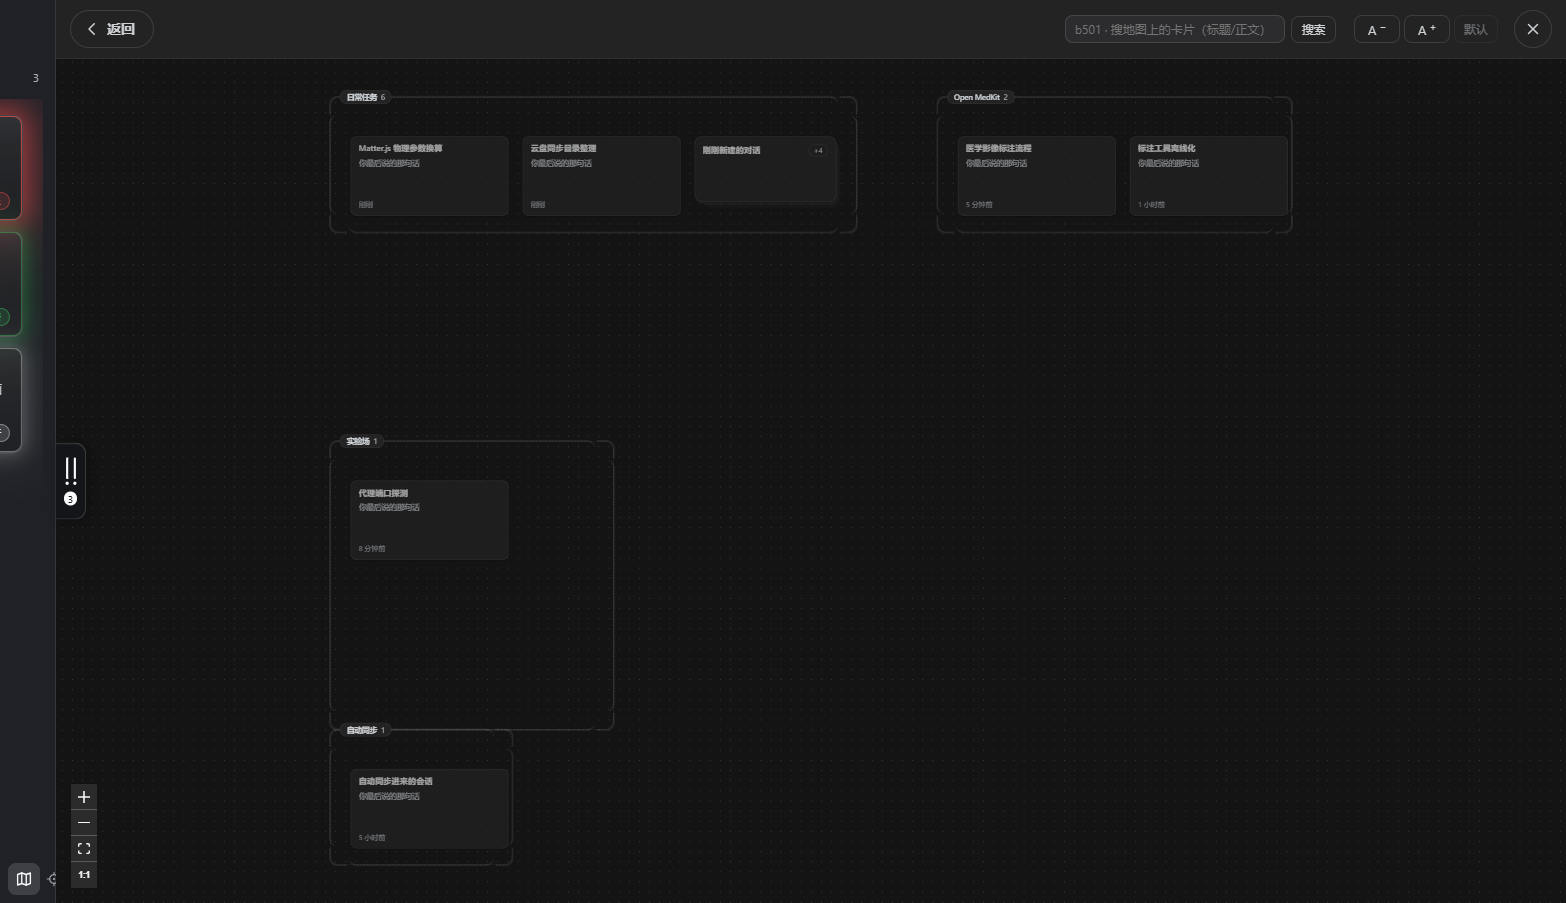 返回
b501 · 搜地图上的卡片（标题/正文）
搜索
A⁻
A⁺
默认
3
日常任务 6
Matter.js 物理参数换算
你最后说的那句话
刚刚
云盘同步目录整理
你最后说的那句话
刚刚
刚刚新建的对话
+4
Open MedKit 2
医学影像标注流程
你最后说的那句话
5 分钟前
标注工具离线化
你最后说的那句话
1 小时前
实验场 1
代理端口探测
你最后说的那句话
8 分钟前
3
自动同步 1
自动同步进来的会话
你最后说的那句话
5 小时前
1:1